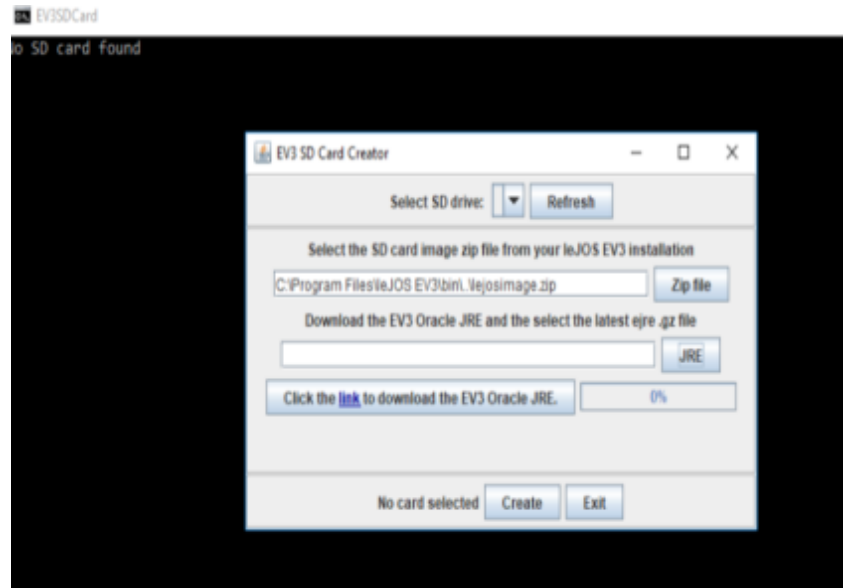 EV3SDCard
No SD card found
EV3 SD Card Creator
Select SD drive: Refresh
Select the SD card image zip file from your leJOS EV3 installation
C:\Program Files\leJOS EV3\bin\..\lejosimage.zip Zip file
Download the EV3 Oracle JRE and the select the latest ejre .gz file
JRE
Click the link to download the EV3 Oracle JRE. 0%
No card selected Create Exit